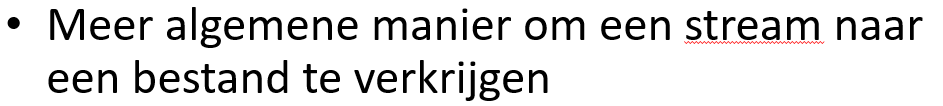 • Meer algemene manier om een stream naar
een bestand te verkrijgen